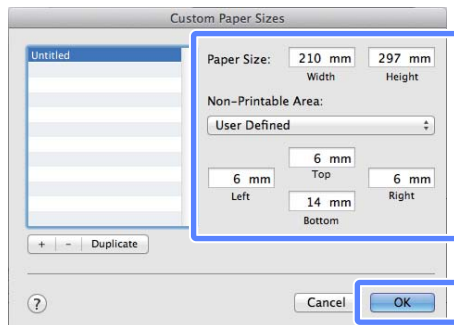 Custom Paper Sizes
Untitled
Paper Size: 210 mm 297 mm
Width Height
Non-Printable Area:
User Defined
6 mm
Top
6 mm 6 mm
Left Right
14 mm
Bottom
+ - Duplicate
? Cancel OK